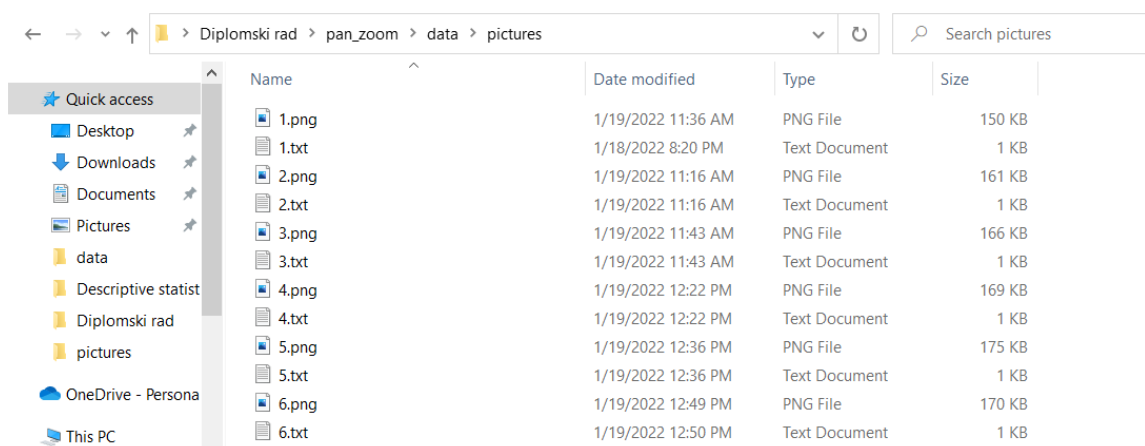 Diplomski rad > pan_zoom > data > pictures
Search pictures
Name Date modified Type Size
Quick access
Desktop
Downloads
Documents
Pictures
data
Descriptive statist
Diplomski rad
pictures
OneDrive - Persona
This PC
1.png 1/19/2022 11:36 AM PNG File 150 KB
1.txt 1/18/2022 8:20 PM Text Document 1 KB
2.png 1/19/2022 11:16 AM PNG File 161 KB
2.txt 1/19/2022 11:16 AM Text Document 1 KB
3.png 1/19/2022 11:43 AM PNG File 166 KB
3.txt 1/19/2022 11:43 AM Text Document 1 KB
4.png 1/19/2022 12:22 PM PNG File 169 KB
4.txt 1/19/2022 12:22 PM Text Document 1 KB
5.png 1/19/2022 12:36 PM PNG File 175 KB
5.txt 1/19/2022 12:36 PM Text Document 1 KB
6.png 1/19/2022 12:49 PM PNG File 170 KB
6.txt 1/19/2022 12:50 PM Text Document 1 KB